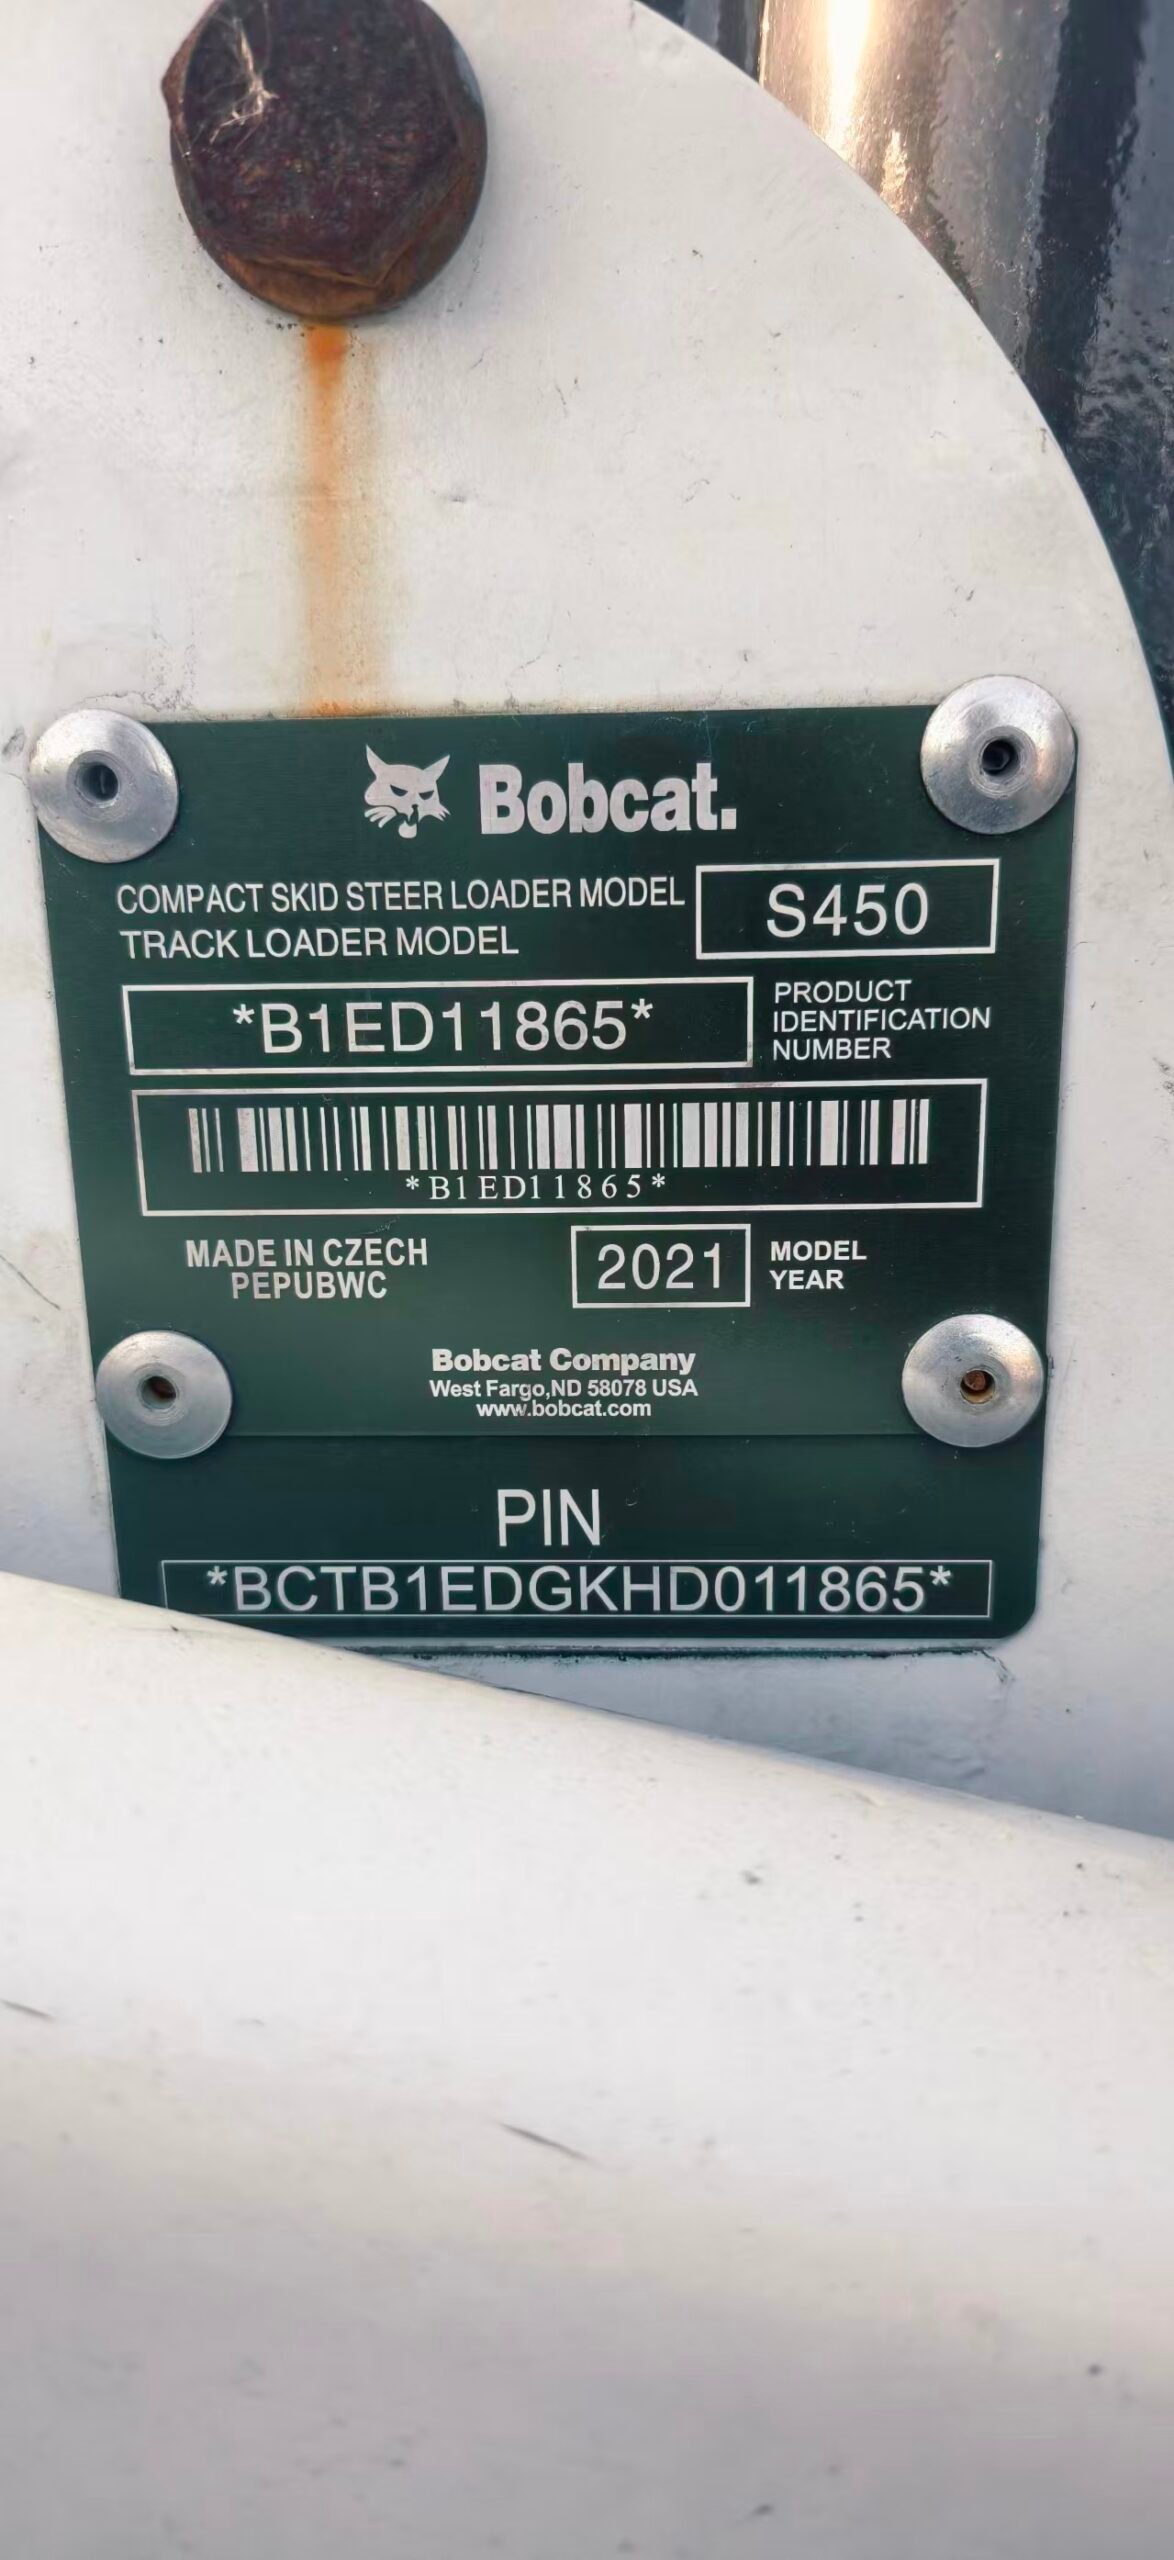 Bobcat.
COMPACT SKID STEER LOADER MODEL
TRACK LOADER MODEL
S450
*B1ED11865*
PRODUCT
IDENTIFICATION
NUMBER
*B1ED11865*
MADE IN CZECH
PEPUBWC
2021
MODEL
YEAR
Bobcat Company
West Fargo,ND 58078 USA
www.bobcat.com
PIN
*BCTB1EDGKHD011865*